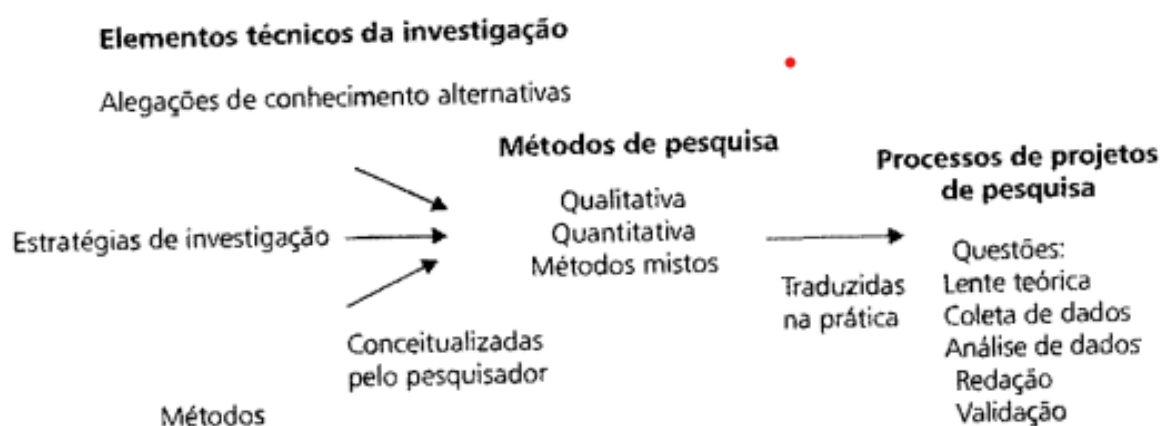 Elementos técnicos da investigação
Alegações de conhecimento alternativas
Estratégias de investigação
Métodos
Conceitualizadas
pelo pesquisador
Métodos de pesquisa
Qualitativa
Quantitativa
Métodos mistos
Traduzidas
na prática
Processos de projetos
de pesquisa
Questões:
Lente teórica
Coleta de dados
Análise de dados
Redação
Validação